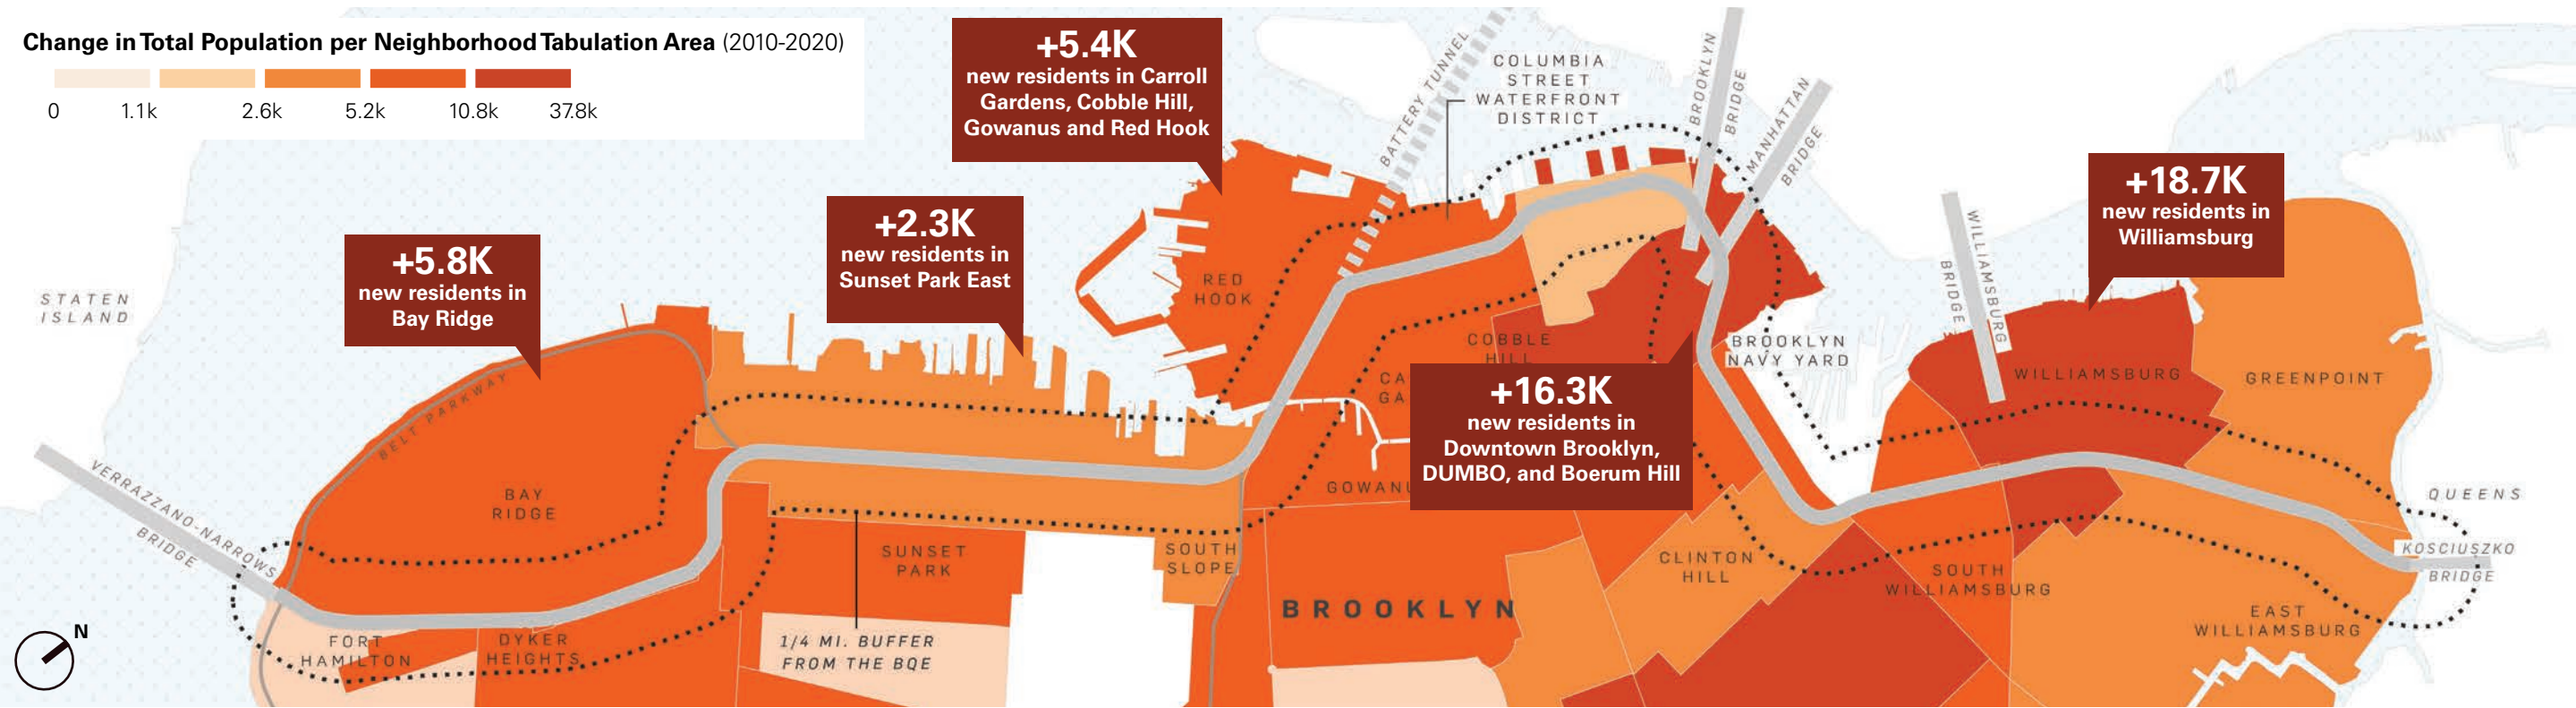 Change in Total Population per Neighborhood Tabulation Area (2010-2020)
0 1.1k 2.6k 5.2k 10.8k 37.8k
+5.4K
new residents in Carroll
Gardens, Cobble Hill,
Gowanus and Red Hook
BATTERY TUNNEL
COLUMBIA
STREET
WATERFRONT
DISTRICT
BROOKLYN
BRIDGE
MANHATTAN
BRIDGE
+18.7K
new residents in
Williamsburg
+2.3K
new residents in
Sunset Park East
+5.8K
new residents in
Bay Ridge
STATEN
ISLAND
RED
HOOK
WILLIAMSBURG
BRIDGE
COBBLE
HILL
BROOKLYN
NAVY YARD
WILLIAMSBURG
GREENPOINT
BELT PARKWAY
CA
GA
+16.3K
new residents in
Downtown Brooklyn,
DUMBO, and Boerum Hill
VERRAZZANO-NARROWS
BRIDGE
BAY
RIDGE
GOWANU
QUEENS
SUNSET
PARK
SOUTH
SLOPE
CLINTON
HILL
SOUTH
WILLIAMSBURG
KOSCIUSZKO
BRIDGE
BROOKLYN
EAST
WILLIAMSBURG
N
FORT
HAMILTON
DYKER
HEIGHTS
1/4 MI. BUFFER
FROM THE BQE